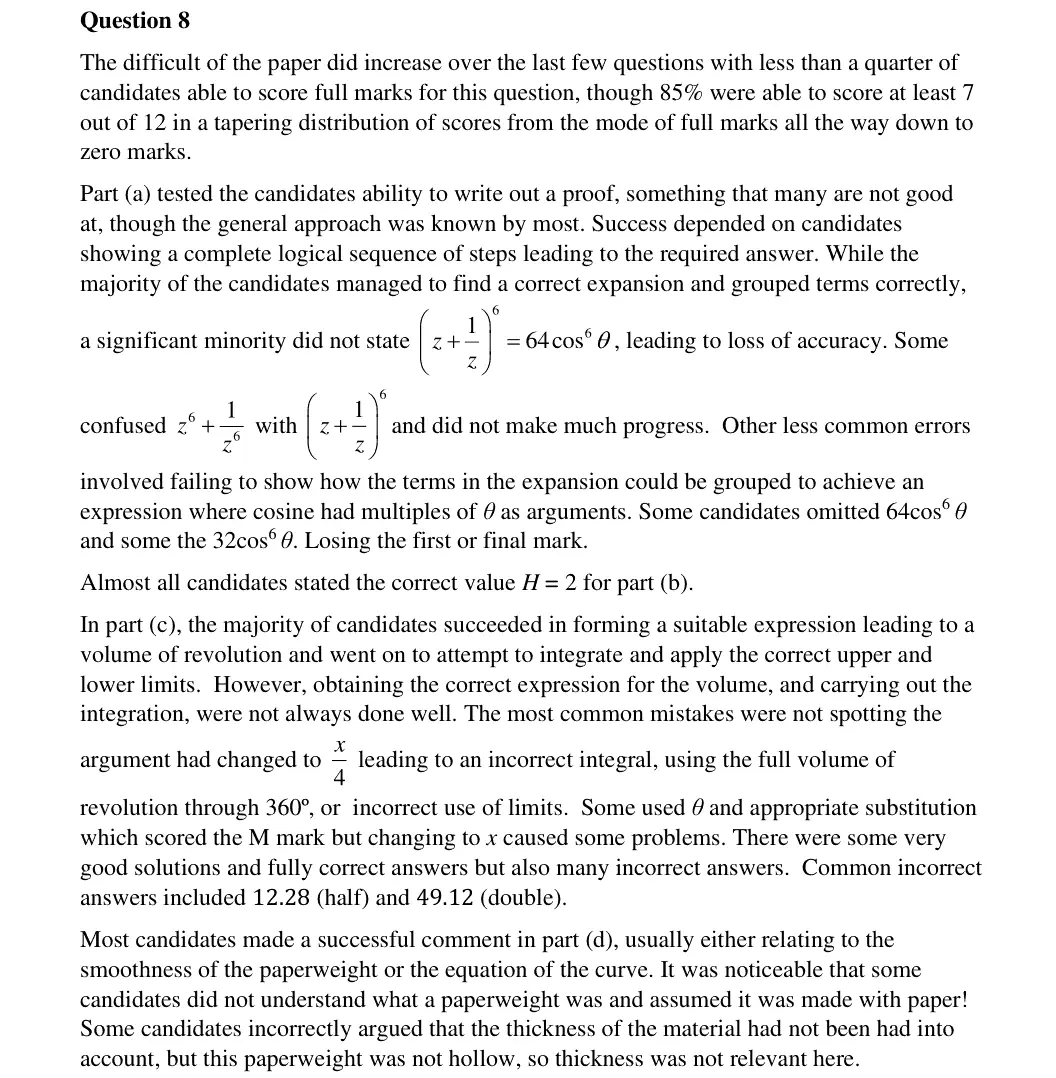 Question 8
The difficult of the paper did increase over the last few questions with less than a quarter of
candidates able to score full marks for this question, though 85% were able to score at least 7
out of 12 in a tapering distribution of scores from the mode of full marks all the way down to
zero marks.
Part (a) tested the candidates ability to write out a proof, something that many are not good
at, though the general approach was known by most. Success depended on candidates
showing a complete logical sequence of steps leading to the required answer. While the
majority of the candidates managed to find a correct expansion and grouped terms correctly,
a significant minority did not state (z + 1/z)⁶ = 64cos⁶ θ, leading to loss of accuracy. Some
confused z⁶ + 1/z⁶ with (z + 1/z)⁶ and did not make much progress. Other less common errors
involved failing to show how the terms in the expansion could be grouped to achieve an
expression where cosine had multiples of θ as arguments. Some candidates omitted 64cos⁶ θ
and some the 32cos⁶ θ. Losing the first or final mark.
Almost all candidates stated the correct value H = 2 for part (b).
In part (c), the majority of candidates succeeded in forming a suitable expression leading to a
volume of revolution and went on to attempt to integrate and apply the correct upper and
lower limits. However, obtaining the correct expression for the volume, and carrying out the
integration, were not always done well. The most common mistakes were not spotting the
argument had changed to x/4 leading to an incorrect integral, using the full volume of
revolution through 360º, or incorrect use of limits. Some used θ and appropriate substitution
which scored the M mark but changing to x caused some problems. There were some very
good solutions and fully correct answers but also many incorrect answers. Common incorrect
answers included 12.28 (half) and 49.12 (double).
Most candidates made a successful comment in part (d), usually either relating to the
smoothness of the paperweight or the equation of the curve. It was noticeable that some
candidates did not understand what a paperweight was and assumed it was made with paper!
Some candidates incorrectly argued that the thickness of the material had not been had into
account, but this paperweight was not hollow, so thickness was not relevant here.